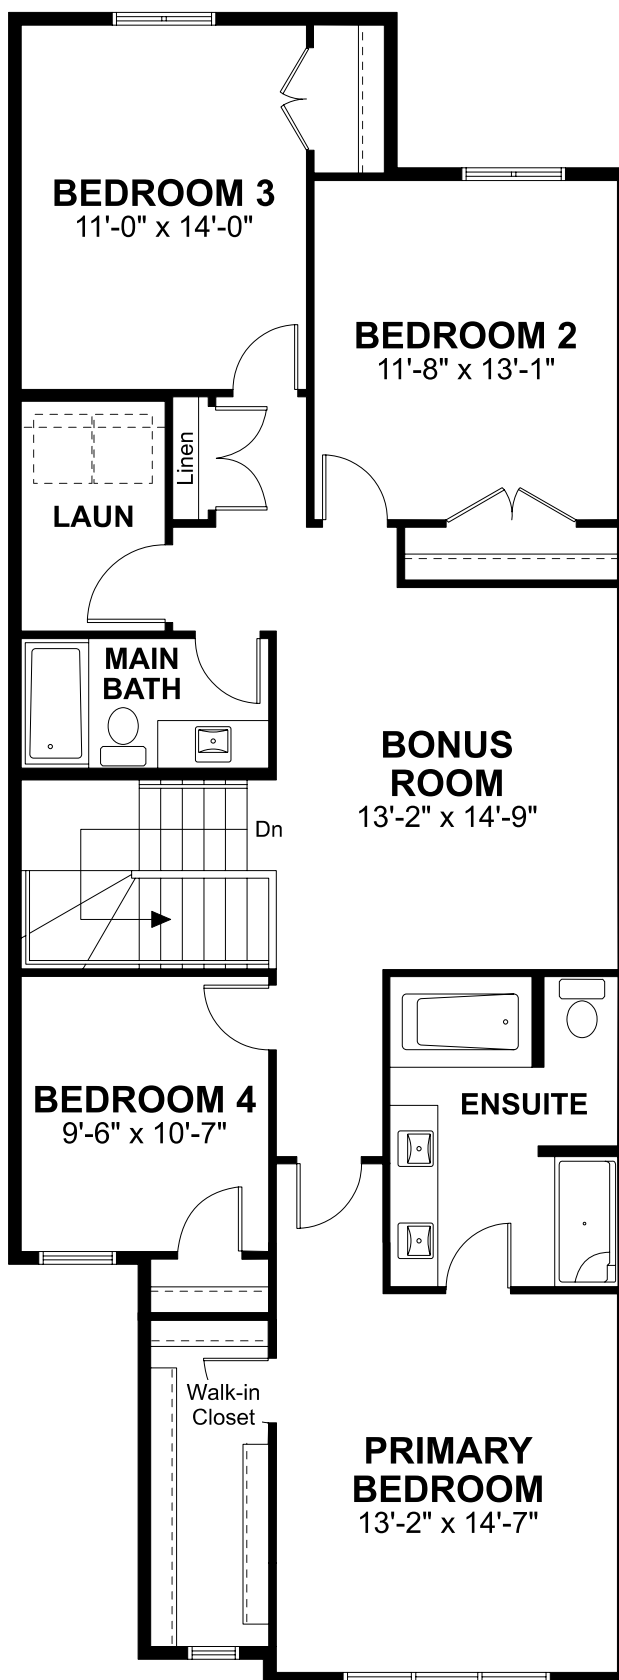 BEDROOM 3
11'-0" x 14'-0"
BEDROOM 2
11'-8" x 13'-1"
Linen
LAUN
MAIN
BATH
BONUS
ROOM
13'-2" x 14'-9"
Dn
BEDROOM 4
9'-6" x 10'-7"
ENSUITE
Walk-in
Closet
PRIMARY
BEDROOM
13'-2" x 14'-7"